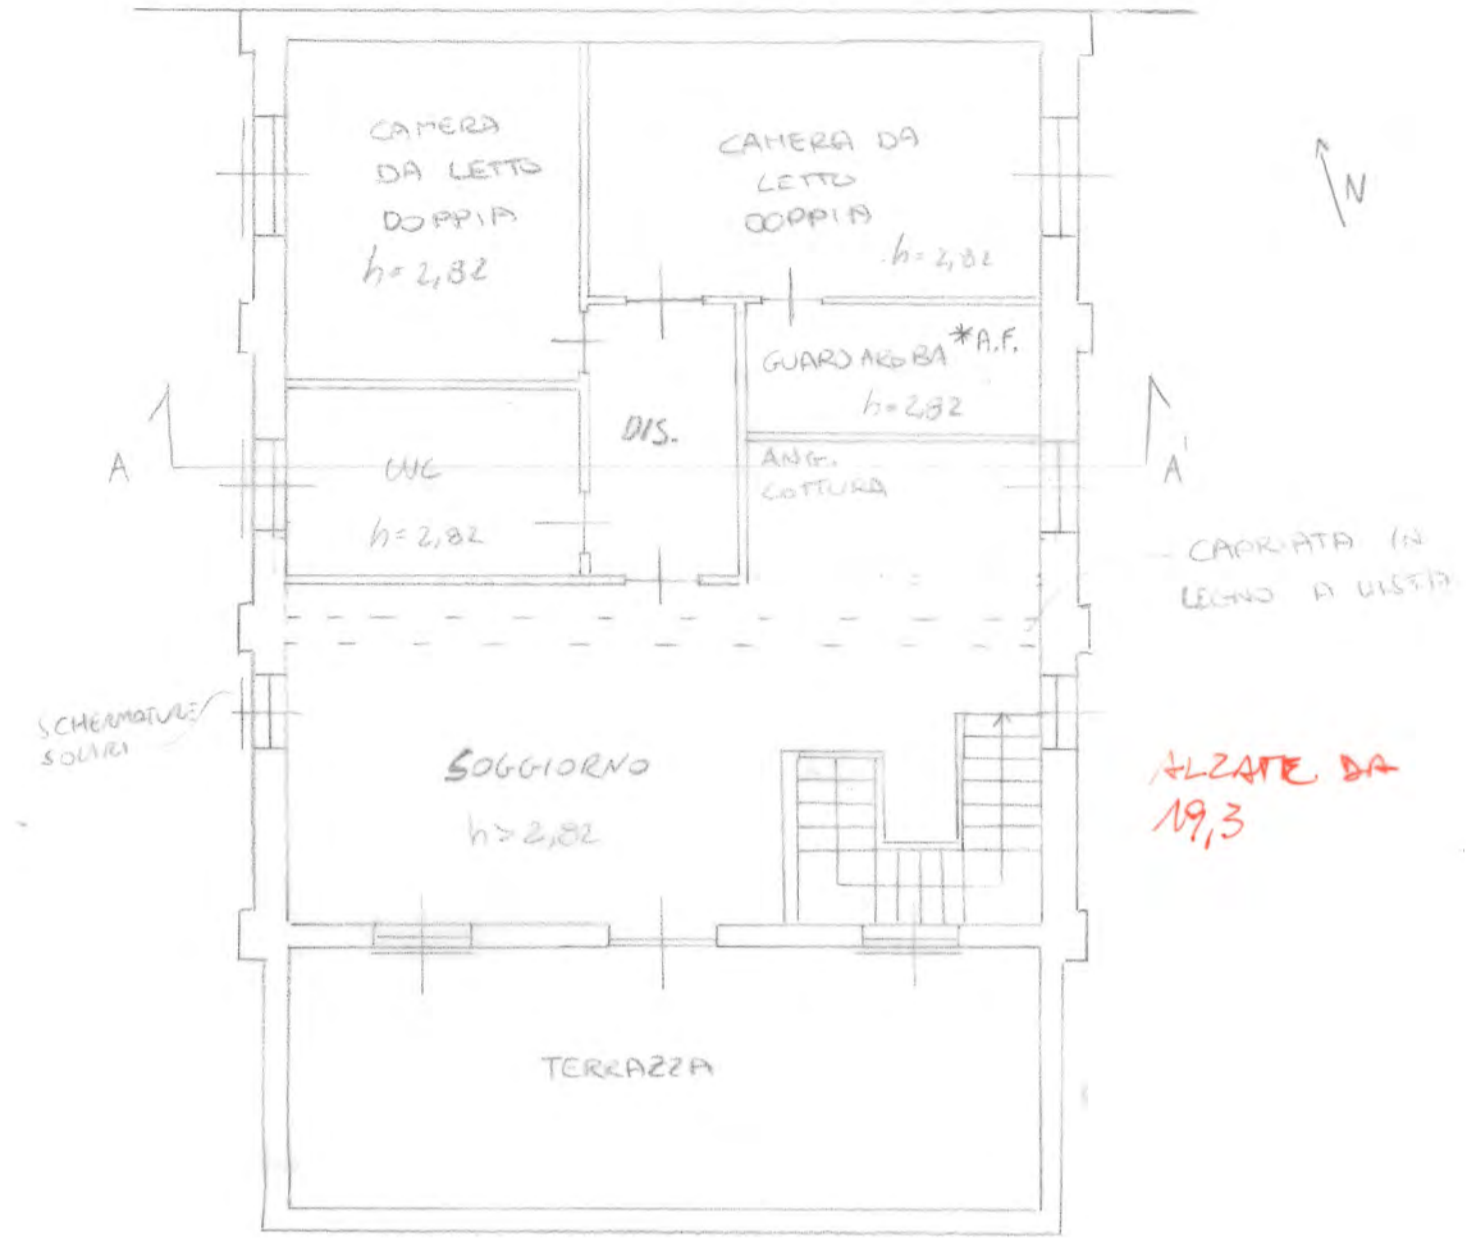 CAMERA
DA LETTO
DOPPIA
h= 2,82
CAMERA DA
LETTO
DOPPIA
h= 2,82
N
GUARDAROBA *A.F.
h= 2,82
DIS.
A
WC
h= 2,82
ANG.
COTTURA
A'
CAPRIATA IN
LEGNO A VISTA
SCHERMATURE
SOLARI
SOGGIORNO
h> 2,82
ALZATE DA
19,3
TERRAZZA